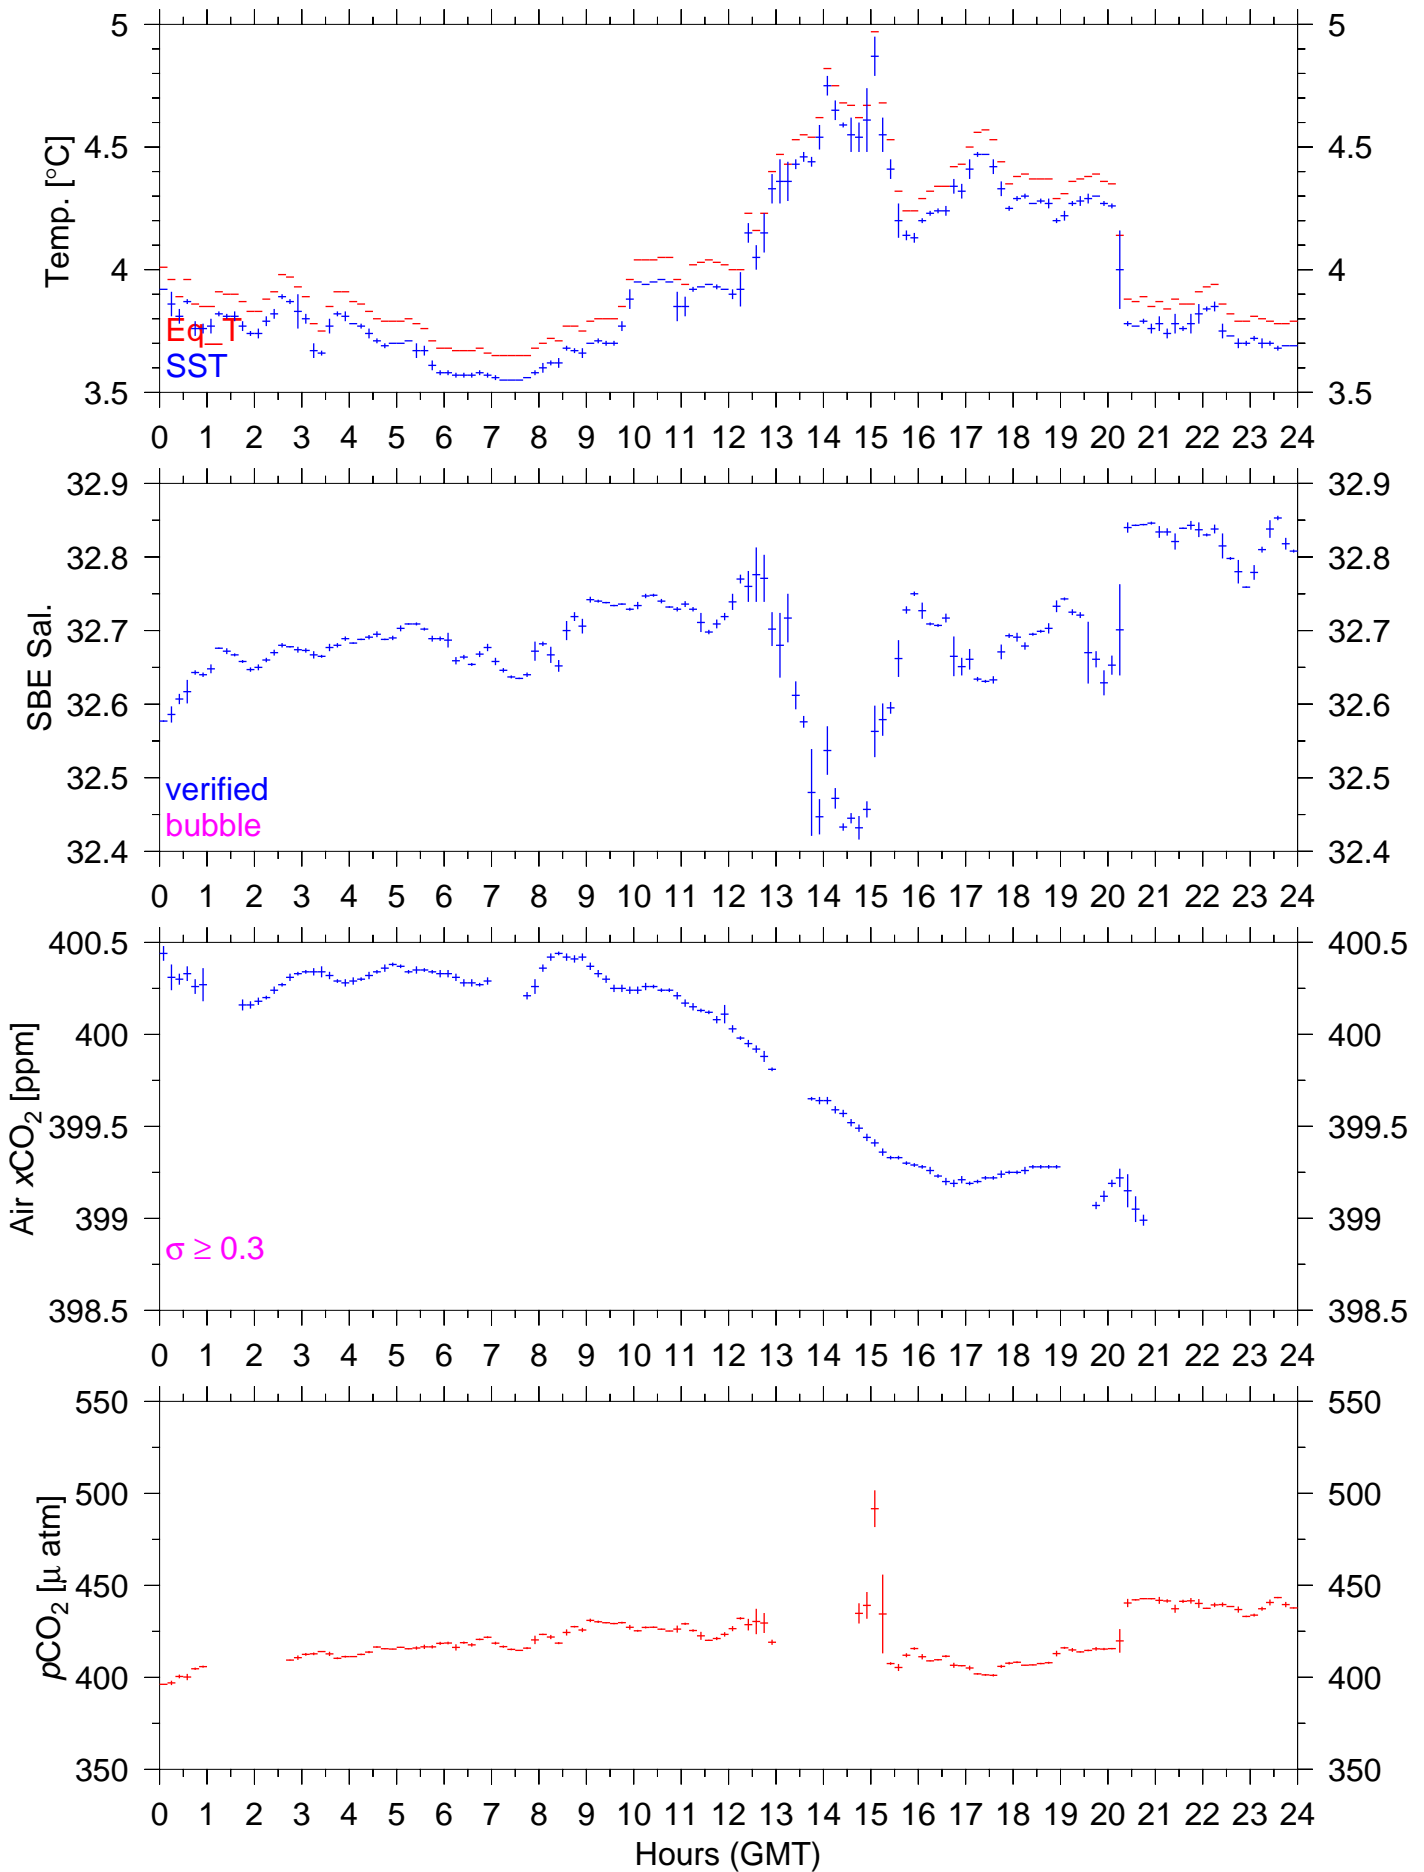 5 5
4.5 4.5
4 4
3.5 3.5
Temp. [°C]
Eq_T
SST
0 1 2 3 4 5 6 7 8 9 10 11 12 13 14 15 16 17 18 19 20 21 22 23 24
32.9 32.9
32.8 32.8
32.7 32.7
32.6 32.6
32.5 32.5
32.4 32.4
SBE Sal.
verified
bubble
0 1 2 3 4 5 6 7 8 9 10 11 12 13 14 15 16 17 18 19 20 21 22 23 24
400.5 400.5
400 400
399.5 399.5
399 399
398.5 398.5
Air xCO₂ [ppm]
σ ≥ 0.3
0 1 2 3 4 5 6 7 8 9 10 11 12 13 14 15 16 17 18 19 20 21 22 23 24
550 550
500 500
450 450
400 400
350 350
pCO₂ [μ atm]
0 1 2 3 4 5 6 7 8 9 10 11 12 13 14 15 16 17 18 19 20 21 22 23 24
Hours (GMT)